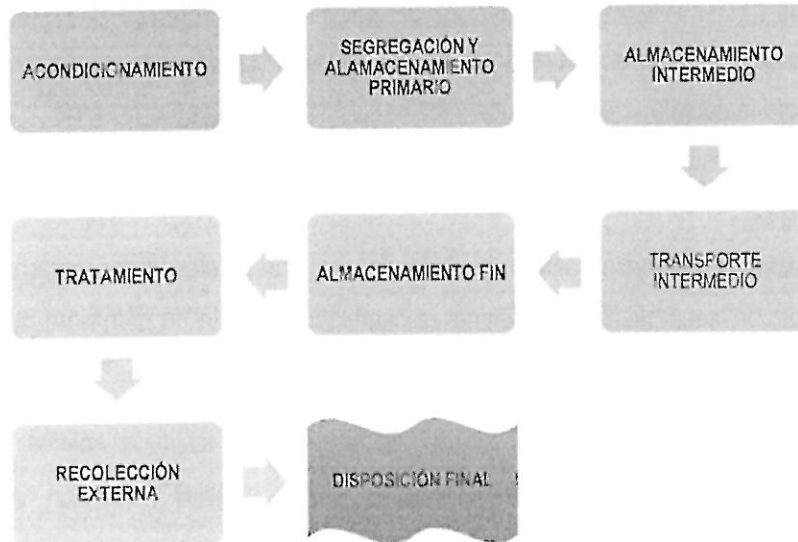 ACONDICIONAMIENTO
SEGREGACIÓN Y
ALAMACENAMIENTO
PRIMARIO
ALMACENAMIENTO
INTERMEDIO
TRANSPORTE
INTERMEDIO
ALMACENAMIENTO FIN
TRATAMIENTO
RECOLECCIÓN
EXTERNA
DISPOSICIÓN FINAL